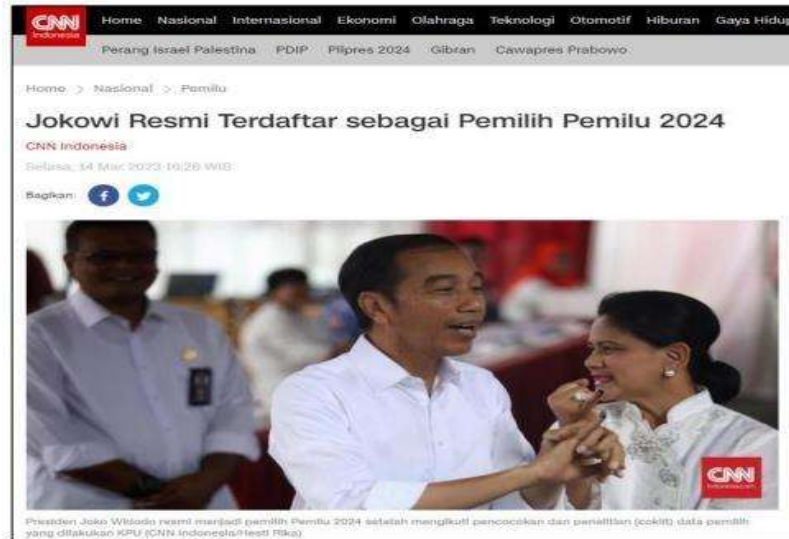 CNN
Indonesia
Home Nasional Internasional Ekonomi Olahraga Teknologi Otomotif Hiburan Gaya Hidup
Perang Israel Palestina PDIP Pilpres 2024 Gibran Cawapres Prabowo
Home > Nasional > Pemilu
Jokowi Resmi Terdaftar sebagai Pemilih Pemilu 2024
CNN Indonesia
Selasa, 14 Mar 2023 16:26 WIB
Bagikan:
CNN
Indonesia.com
Presiden Joko Widodo resmi menjadi pemilih Pemilu 2024 setelah mengikuti pencocokan dan penelitian (coklit) data pemilih
yang dilakukan KPU (CNN Indonesia/Hesti Rika)